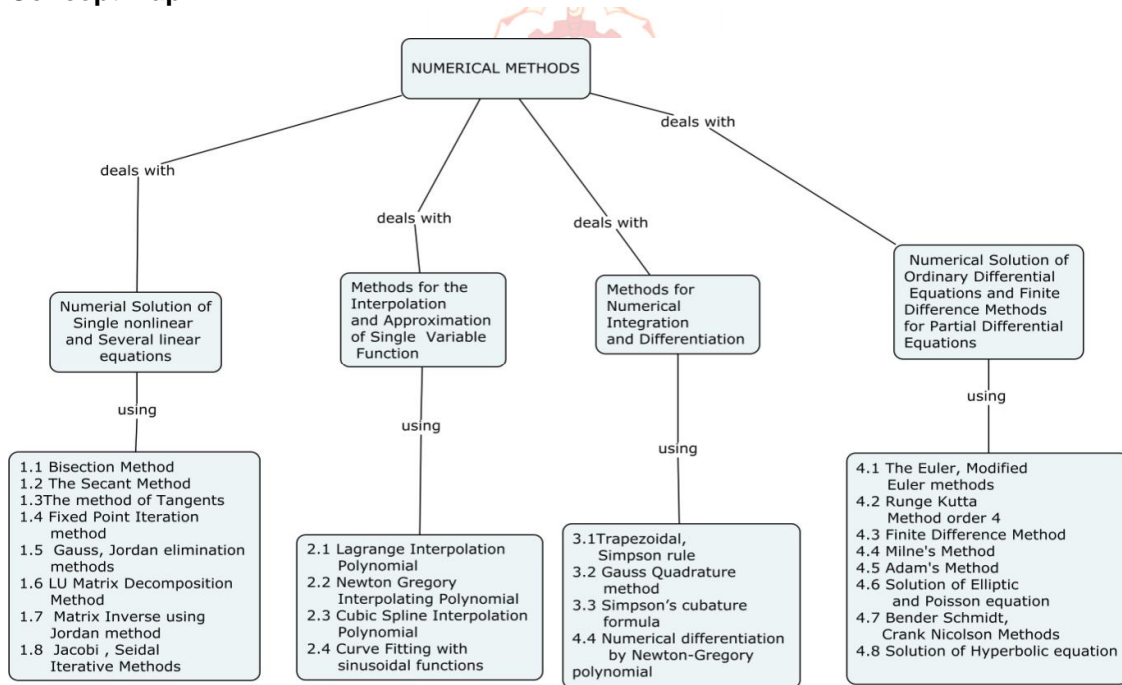 Concept Map
NUMERICAL METHODS
deals with
deals with
deals with
deals with
Numerial Solution of
Single nonlinear
and Several linear
equations
Methods for the
Interpolation
and Approximation
of Single Variable
Function
Methods for
Numerical
Integration
and Differentiation
Numerical Solution of
Ordinary Differential
Equations and Finite
Difference Methods
for Partial Differential
Equations
using
using
using
using
1.1 Bisection Method
1.2 The Secant Method
1.3The method of Tangents
1.4 Fixed Point Iteration
method
1.5 Gauss, Jordan elimination
methods
1.6 LU Matrix Decomposition
Method
1.7 Matrix Inverse using
Jordan method
1.8 Jacobi , Seidal
Iterative Methods
2.1 Lagrange Interpolation
Polynomial
2.2 Newton Gregory
Interpolating Polynomial
2.3 Cubic Spline Interpolation
Polynomial
2.4 Curve Fitting with
sinusoidal functions
3.1Trapezoidal,
Simpson rule
3.2 Gauss Quadrature
method
3.3 Simpson's cubature
formula
4.4 Numerical differentiation
by Newton-Gregory
polynomial
4.1 The Euler, Modified
Euler methods
4.2 Runge Kutta
Method order 4
4.3 Finite Difference Method
4.4 Milne's Method
4.5 Adam's Method
4.6 Solution of Elliptic
and Poisson equation
4.7 Bender Schmidt,
Crank Nicolson Methods
4.8 Solution of Hyperbolic equation